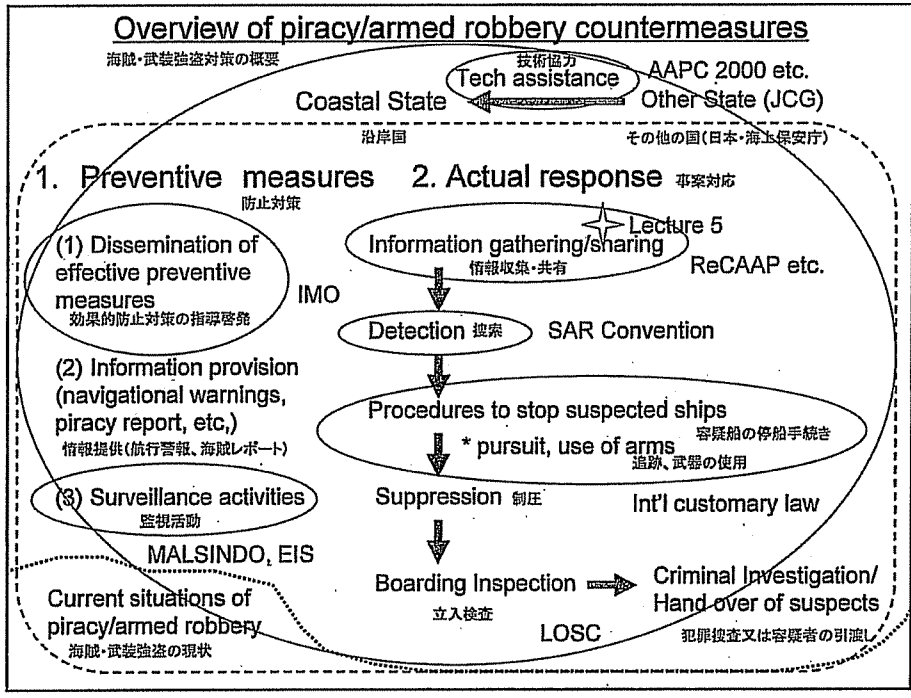 Overview of piracy/armed robbery countermeasures
海賊・武装強盗対策の概要
技術協力
Tech assistance
AAPC 2000 etc.
Coastal State
Other State (JCG)
沿岸国
その他の国(日本・海上保安庁)
1. Preventive measures
防止対策
2. Actual response 事案対応
(1) Dissemination of
effective preventive
measures
効果的防止対策の指導啓発
IMO
(2) Information provision
(navigational warnings,
piracy report, etc,)
情報提供(航行警報、海賊レポート)
(3) Surveillance activities
監視活動
MALSINDO, EIS
Current situations of
piracy/armed robbery
海賊・武装強盗の現状
Lecture 5
Information gathering/sharing
情報収集・共有
ReCAAP etc.
Detection 捜索
SAR Convention
Procedures to stop suspected ships
容疑船の停船手続き
* pursuit, use of arms
追跡、武器の使用
Suppression 制圧
Int'l customary law
Boarding Inspection
立入検査
Criminal Investigation/
Hand over of suspects
犯罪捜査又は容疑者の引渡し
LOSC